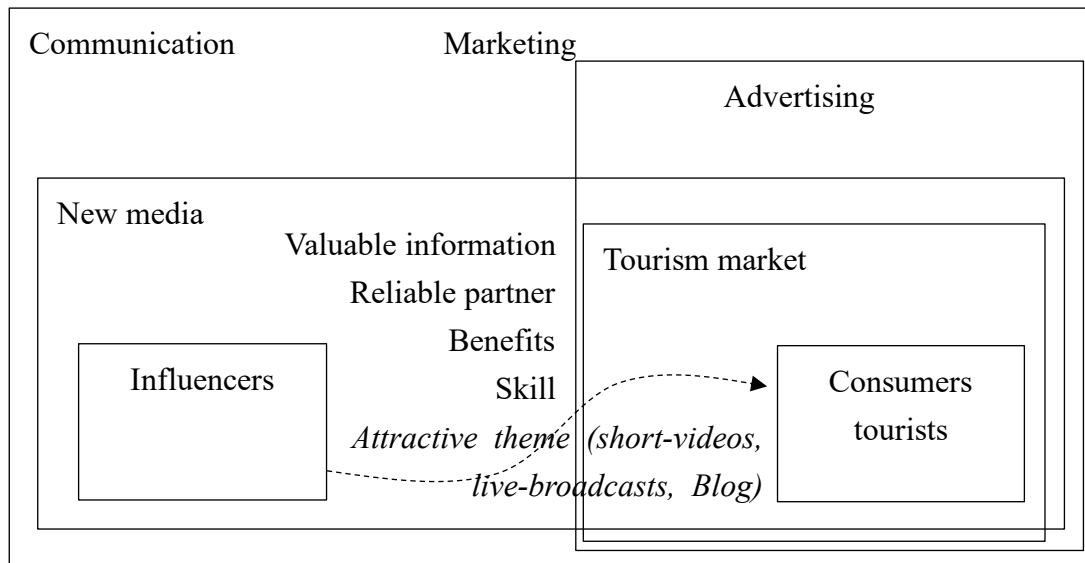 Communication
Marketing
Advertising
New media
Valuable information
Tourism market
Reliable partner
Benefits
Influencers
Skill
Consumers
tourists
Attractive theme (short-videos,
live-broadcasts, Blog)